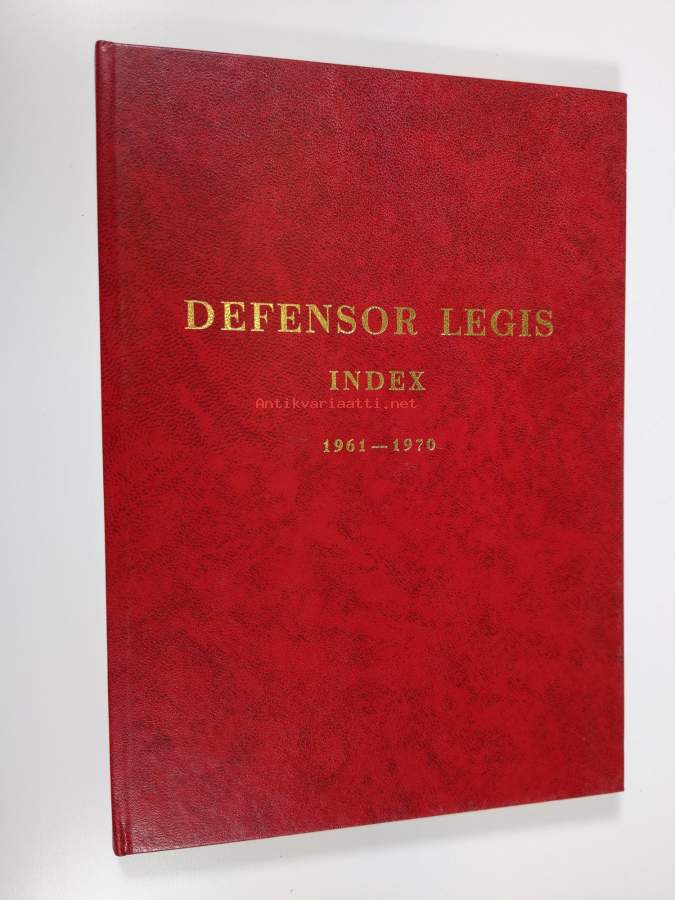 DEFENSOR LEGIS
INDEX
Antikvariaatti.net
1961—1970